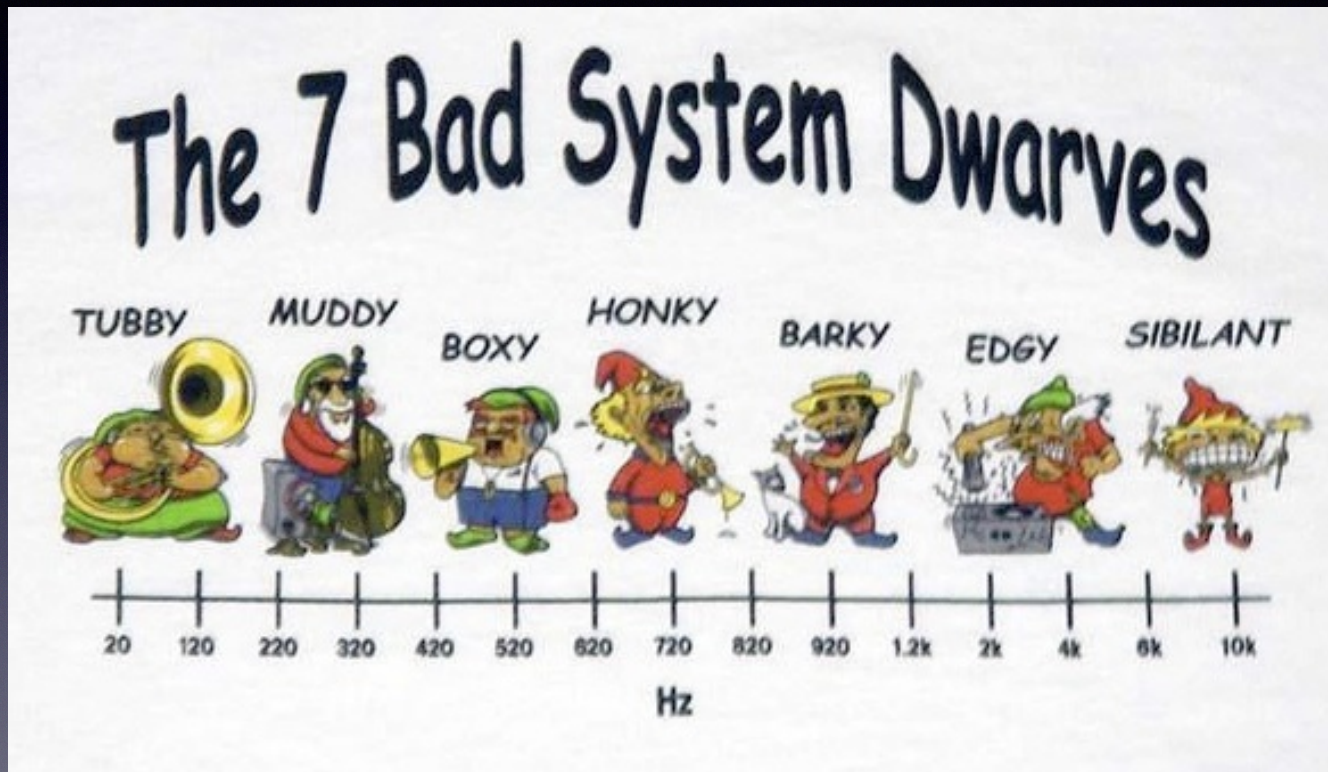 The 7 Bad System Dwarves
TUBBY MUDDY BOXY HONKY BARKY EDGY SIBILANT
20 120 220 320 420 520 620 720 820 920 1.2k 2k 4k 6k 10k
Hz